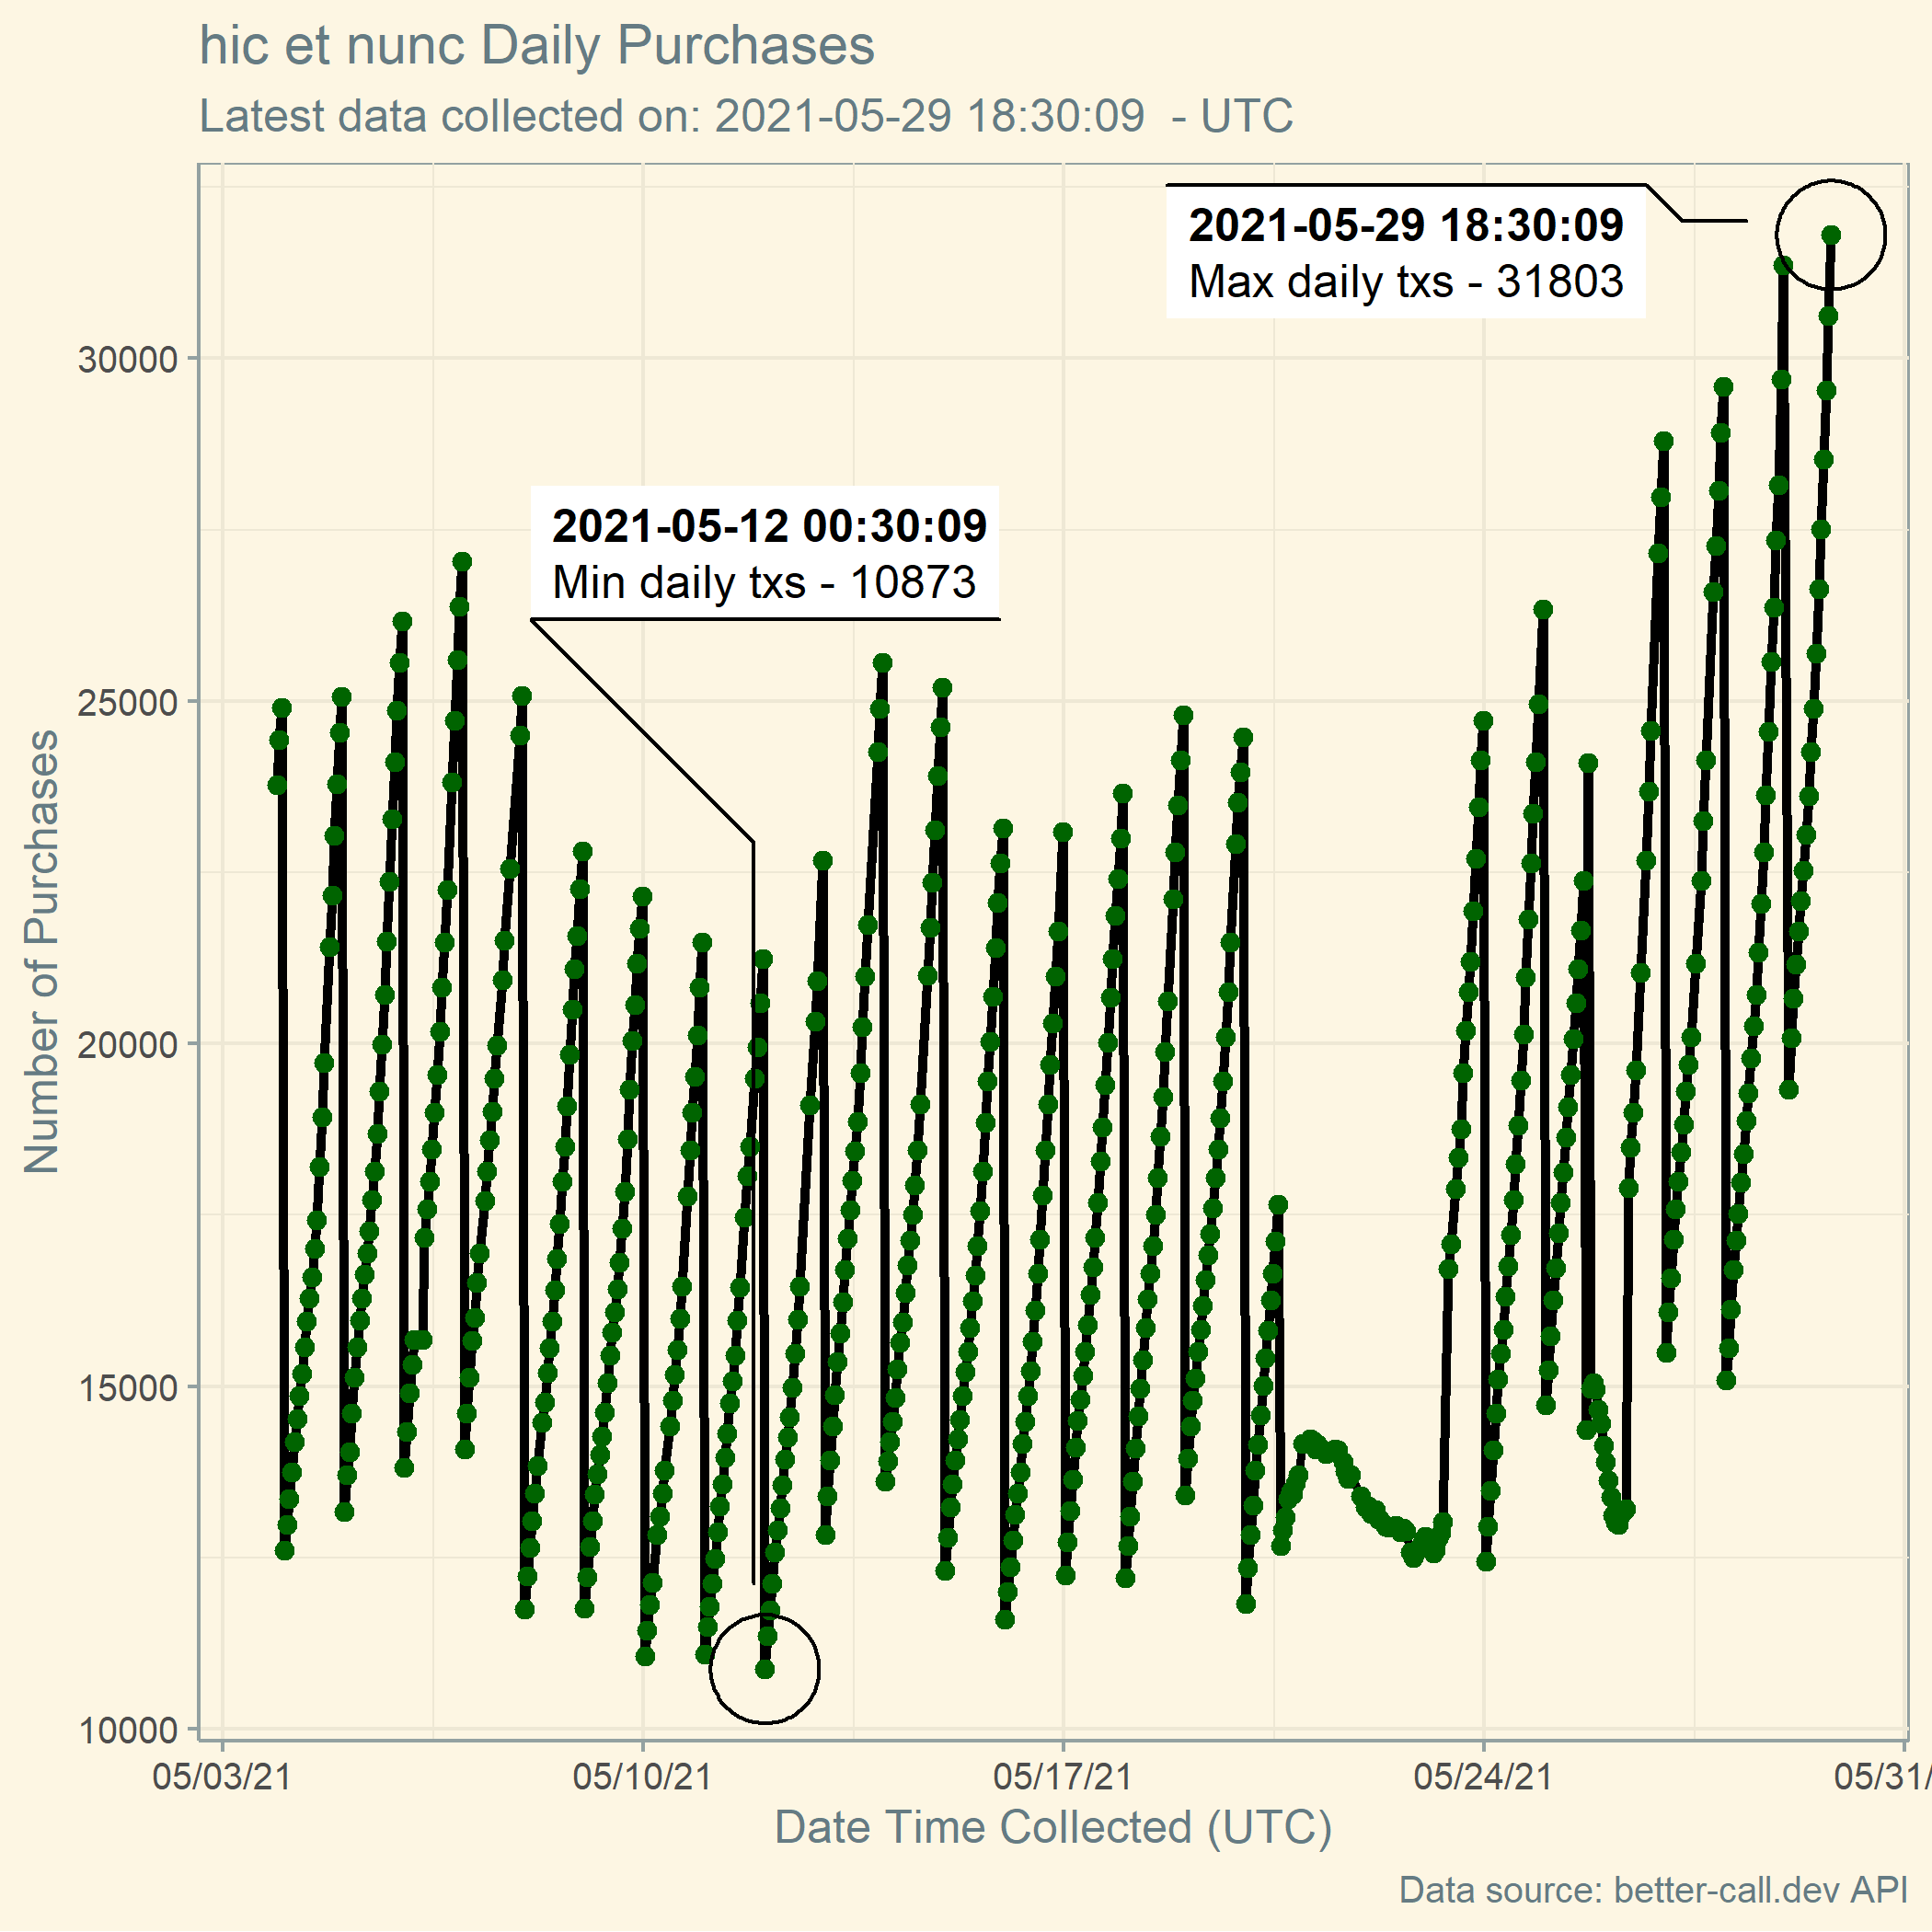 hic et nunc Daily Purchases
Latest data collected on: 2021-05-29 18:30:09 - UTC
2021-05-29 18:30:09
Max daily txs - 31803
2021-05-12 00:30:09
Min daily txs - 10873
Number of Purchases
30000
25000
20000
15000
10000
05/03/21
05/10/21
05/17/21
05/24/21
05/31/
Date Time Collected (UTC)
Data source: better-call.dev API